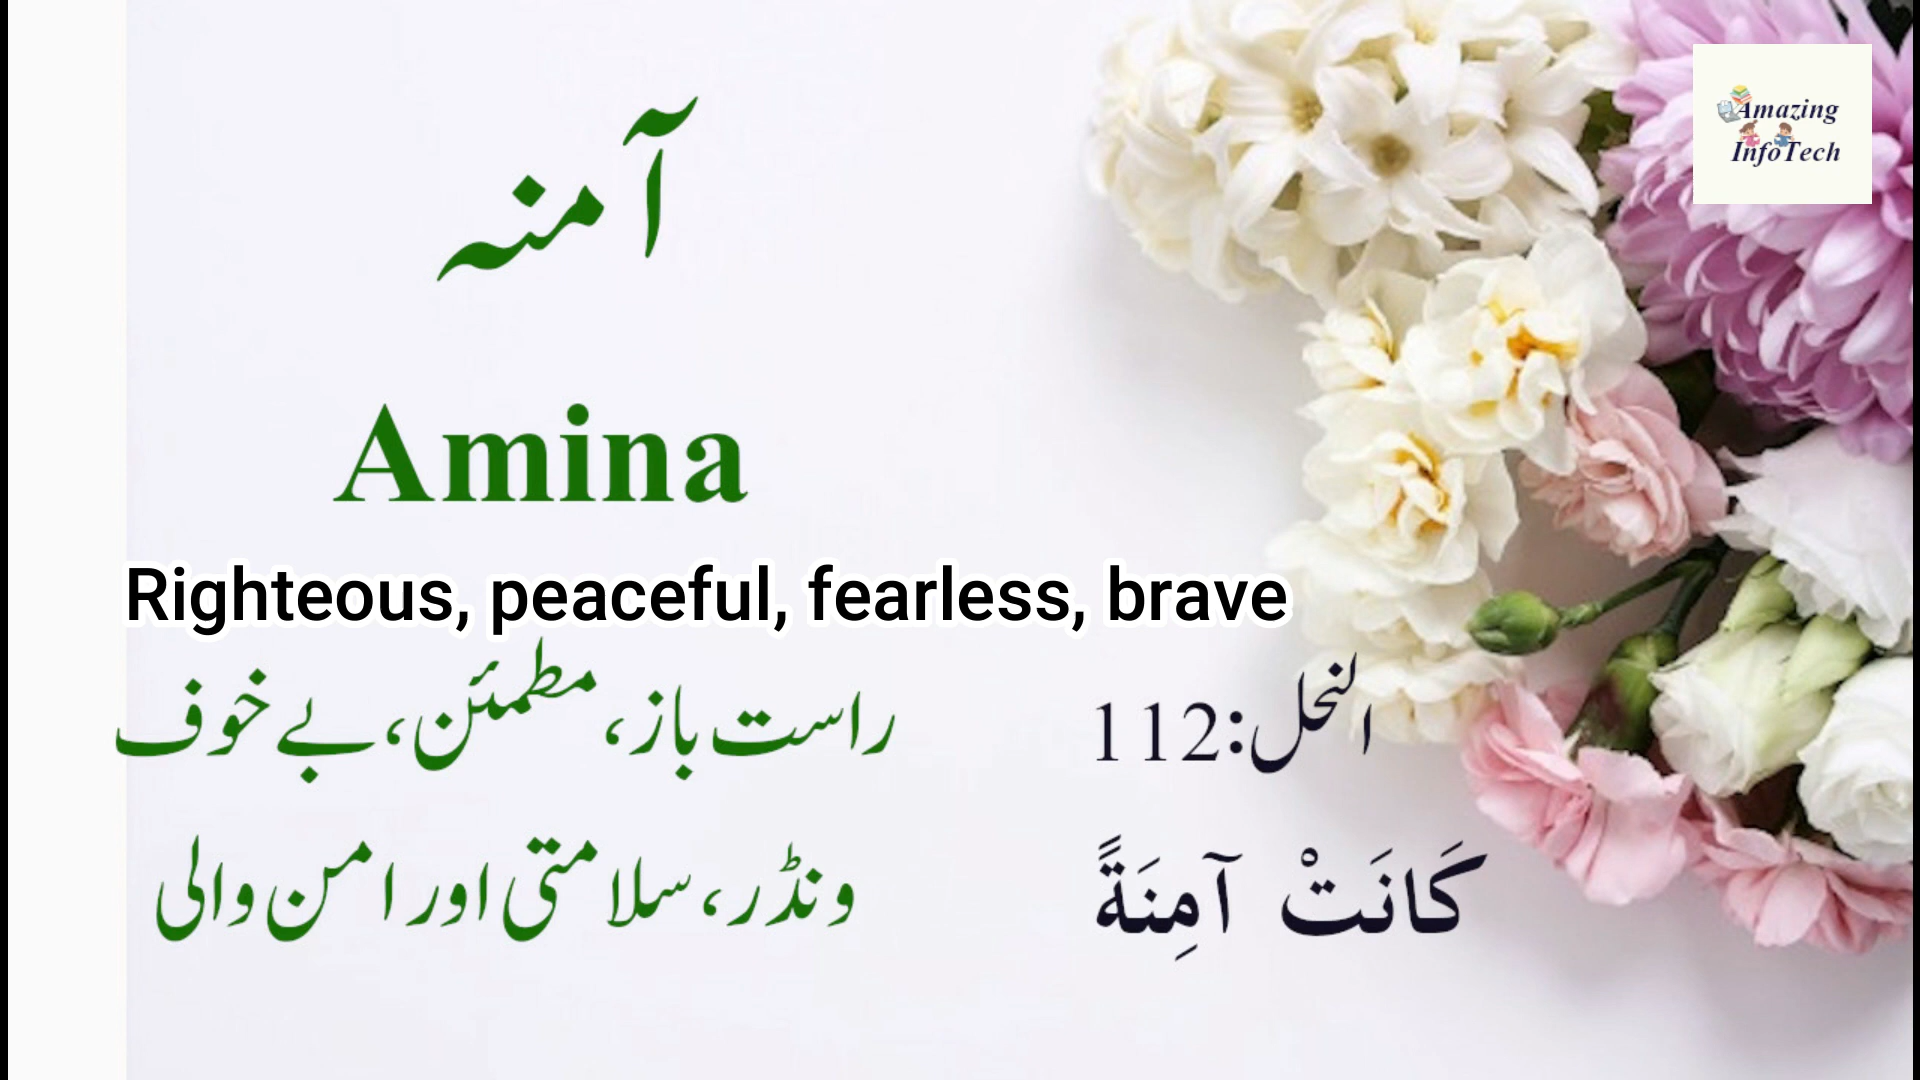 Amazing
InfoTech
آمنہ
Amina
Righteous, peaceful, fearless, brave
راست باز، مطمئن، بے خوف
النحل:112
ونڈر، سلامتی اور امن والی
كَانَتْ آمِنَةً